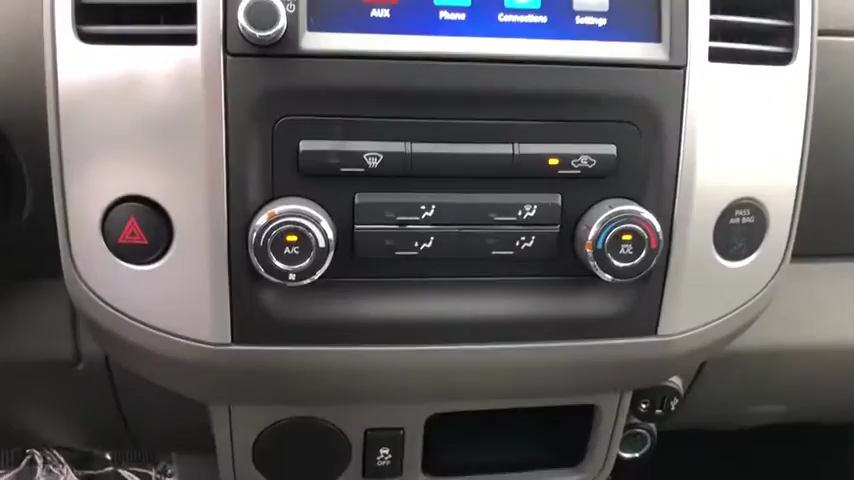 AUX Phone Connections Settings
A/C
A/C
PASS
AIR BAG
OFF